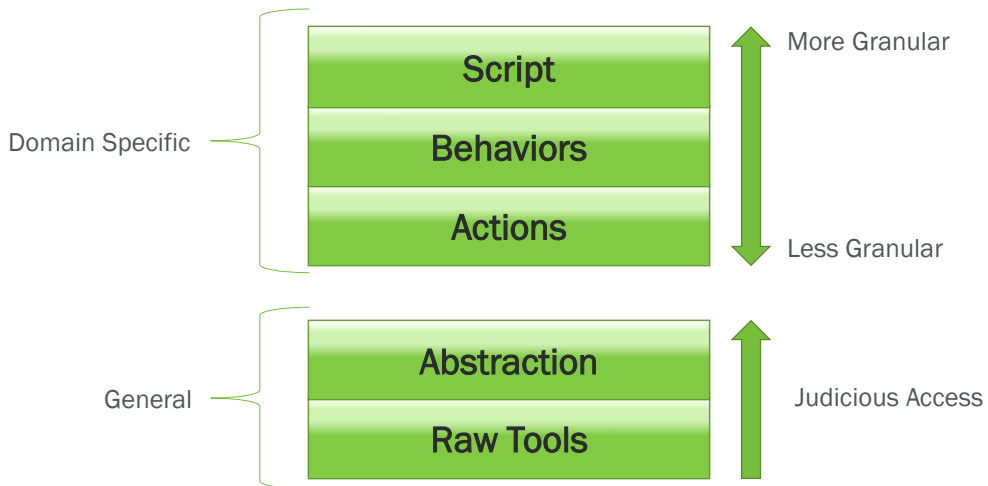 Script
More Granular
Domain Specific
Behaviors
Actions
Less Granular
Abstraction
General
Judicious Access
Raw Tools